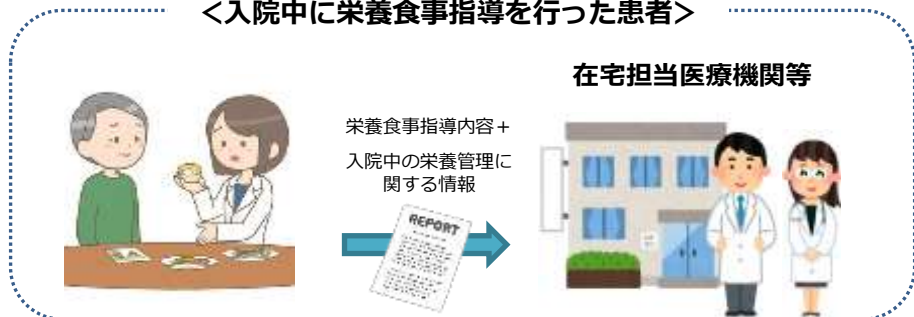 ＜入院中に栄養食事指導を行った患者＞
在宅担当医療機関等
栄養食事指導内容＋
入院中の栄養管理に
関する情報
REPORT